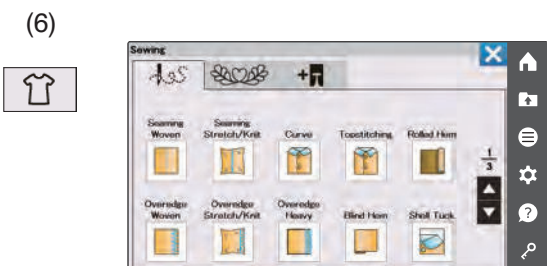 (6)
Sewing
Seaming Woven
Seaming Stretch/Knit
Curve
Topstitching
Rolled Hem
1/3
Overedge Woven
Overedge Stretch/Knit
Overedge Heavy
Blind Hem
Shell Tuck